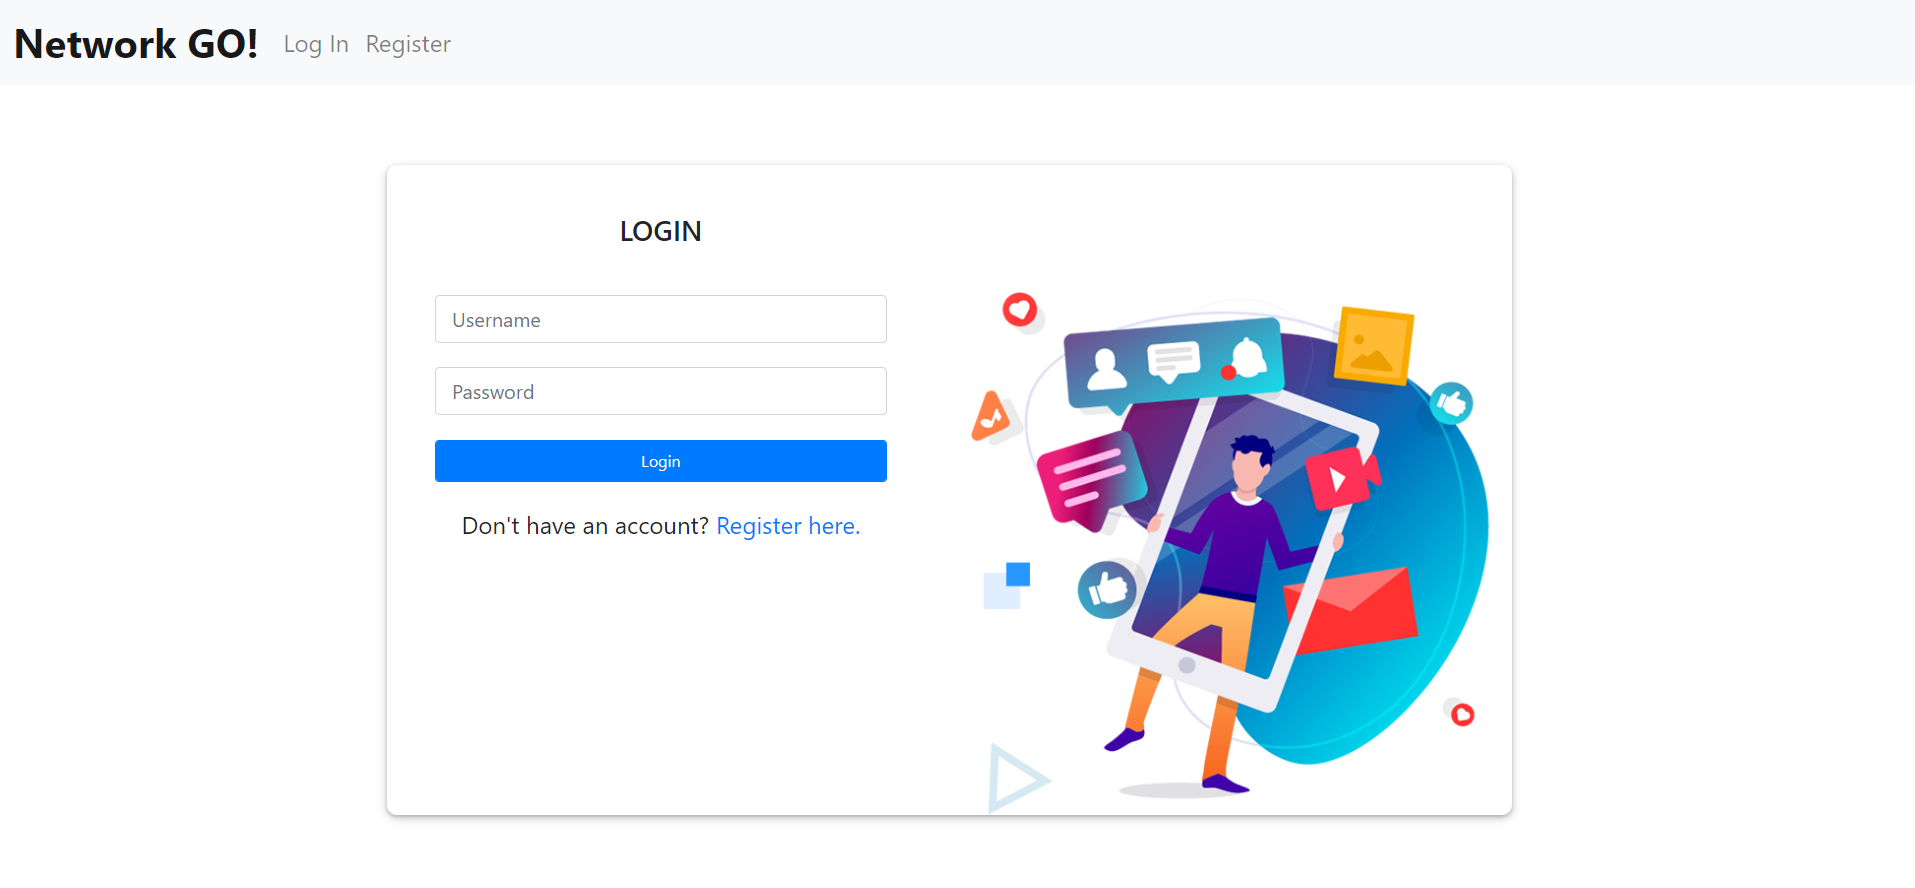 Network GO! Log In Register
LOGIN
Username
Password
Login
Don't have an account? Register here.